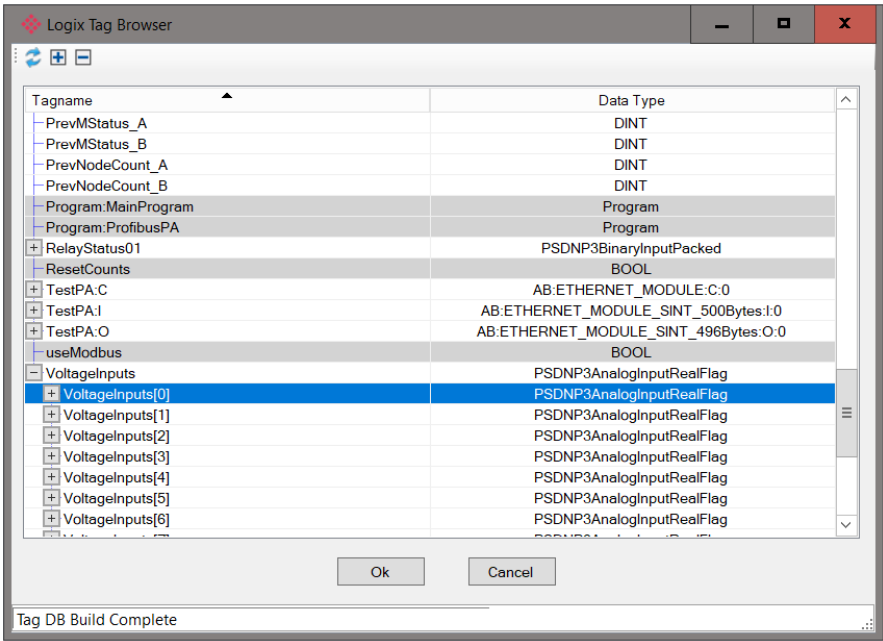 Logix Tag Browser
Tagname Data Type
PrevMStatus_A DINT
PrevMStatus_B DINT
PrevNodeCount_A DINT
PrevNodeCount_B DINT
Program:MainProgram Program
Program:ProfibusPA Program
RelayStatus01 PSDNP3BinaryInputPacked
ResetCounts BOOL
TestPA:C AB:ETHERNET_MODULE:C:0
TestPA:I AB:ETHERNET_MODULE_SINT_500Bytes:I:0
TestPA:O AB:ETHERNET_MODULE_SINT_496Bytes:O:0
useModbus BOOL
VoltageInputs PSDNP3AnalogInputRealFlag
VoltageInputs[0] PSDNP3AnalogInputRealFlag
VoltageInputs[1] PSDNP3AnalogInputRealFlag
VoltageInputs[2] PSDNP3AnalogInputRealFlag
VoltageInputs[3] PSDNP3AnalogInputRealFlag
VoltageInputs[4] PSDNP3AnalogInputRealFlag
VoltageInputs[5] PSDNP3AnalogInputRealFlag
VoltageInputs[6] PSDNP3AnalogInputRealFlag
Ok Cancel
Tag DB Build Complete